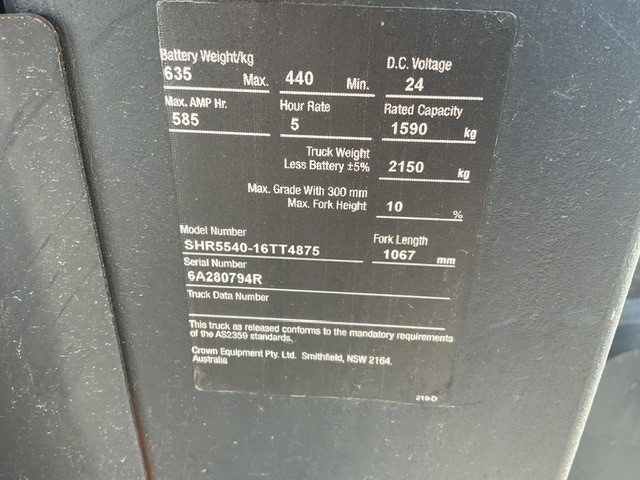 Battery Weight/kg
635 Max. 440 Min.
D.C. Voltage
24
Max. AMP Hr.
585
Hour Rate
5
Rated Capacity
1590 kg
Truck Weight
Less Battery ±5% 2150 kg
Max. Grade With 300 mm
Max. Fork Height 10 %
Model Number
SHR5540-16TT4875
Fork Length
1067 mm
Serial Number
6A280794R
Truck Data Number
This truck as released conforms to the mandatory requirements
of the AS2359 standards.
Crown Equipment Pty. Ltd. Smithfield, NSW 2164,
Australia
219-D